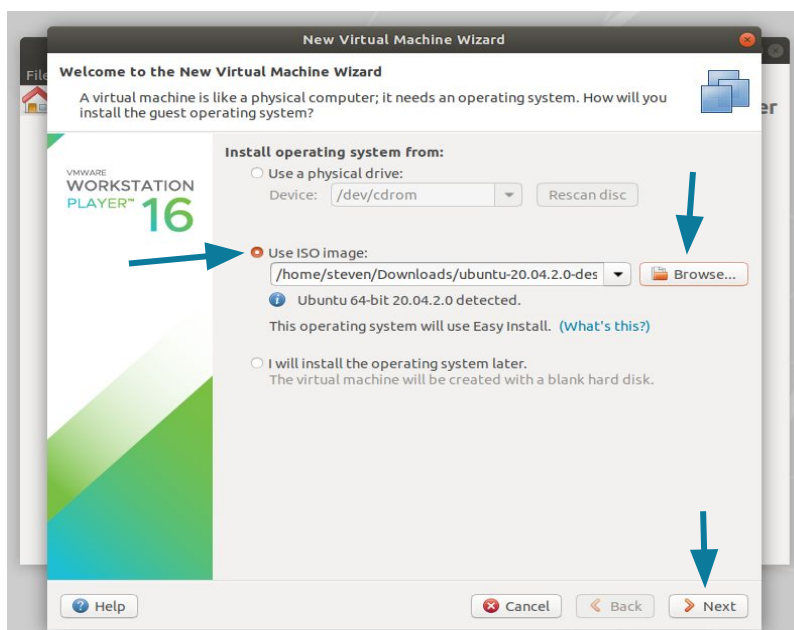 New Virtual Machine Wizard
File
Welcome to the New Virtual Machine Wizard
A virtual machine is like a physical computer; it needs an operating system. How will you
install the guest operating system?
er
VMWARE
WORKSTATION
PLAYER™ 16
Install operating system from:
Use a physical drive:
Device: /dev/cdrom Rescan disc
Use ISO image:
/home/steven/Downloads/ubuntu-20.04.2.0-des Browse...
Ubuntu 64-bit 20.04.2.0 detected.
This operating system will use Easy Install. (What's this?)
I will install the operating system later.
The virtual machine will be created with a blank hard disk.
Help Cancel Back Next